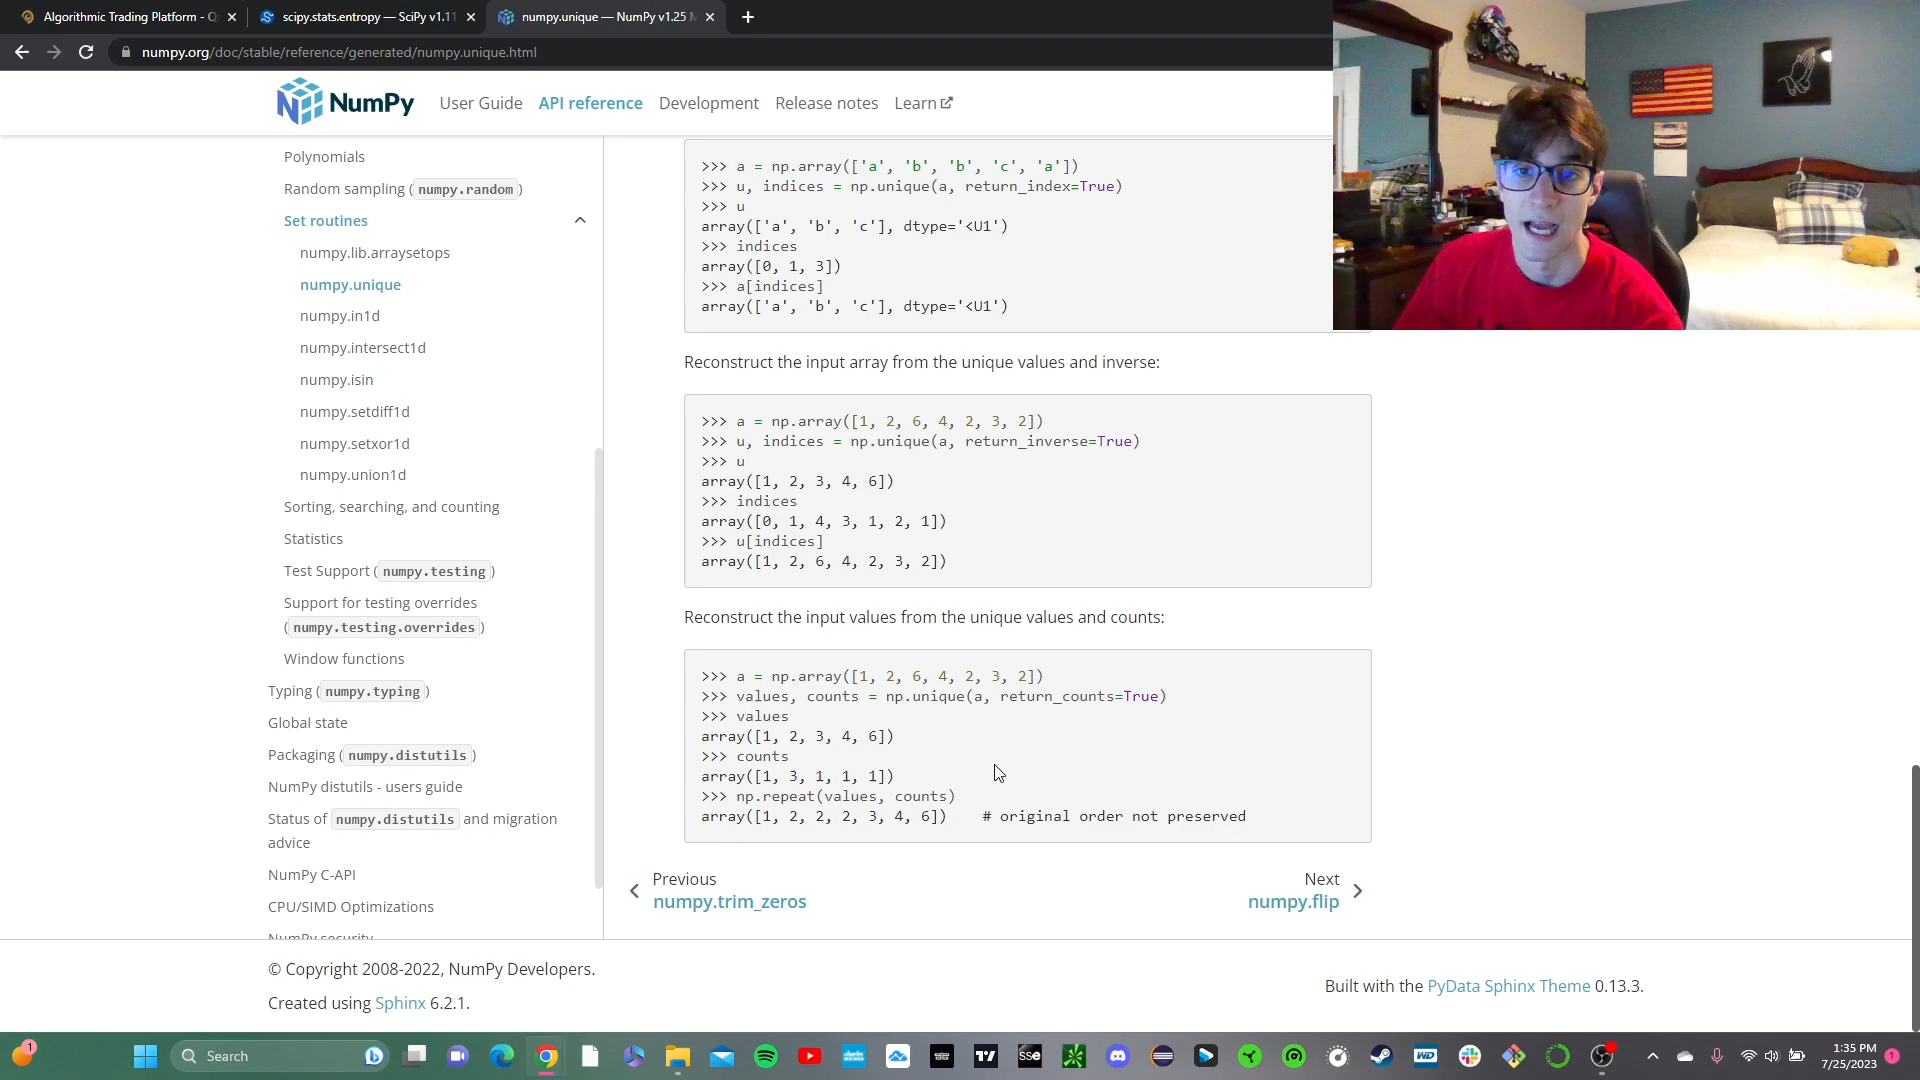 Algorithmic Trading Platform - Q
scipy.stats.entropy — SciPy v1.11
numpy.unique — NumPy v1.25 M
numpy.org/doc/stable/reference/generated/numpy.unique.html
NumPy
User Guide
API reference
Development
Release notes
Learn
Polynomials
Random sampling (numpy.random)
Set routines
numpy.lib.arraysetops
numpy.unique
numpy.in1d
numpy.intersect1d
numpy.isin
numpy.setdiff1d
numpy.setxor1d
numpy.union1d
Sorting, searching, and counting
Statistics
Test Support (numpy.testing)
Support for testing overrides
(numpy.testing.overrides)
Window functions
Typing (numpy.typing)
Global state
Packaging (numpy.distutils)
NumPy distutils - users guide
Status of numpy.distutils and migration
advice
NumPy C-API
CPU/SIMD Optimizations
NumPy security
>>> a = np.array(['a', 'b', 'b', 'c', 'a'])
>>> u, indices = np.unique(a, return_index=True)
>>> u
array(['a', 'b', 'c'], dtype='<U1')
>>> indices
array([0, 1, 3])
>>> a[indices]
array(['a', 'b', 'c'], dtype='<U1')
Reconstruct the input array from the unique values and inverse:
>>> a = np.array([1, 2, 6, 4, 2, 3, 2])
>>> u, indices = np.unique(a, return_inverse=True)
>>> u
array([1, 2, 3, 4, 6])
>>> indices
array([0, 1, 4, 3, 1, 2, 1])
>>> u[indices]
array([1, 2, 6, 4, 2, 3, 2])
Reconstruct the input values from the unique values and counts:
>>> a = np.array([1, 2, 6, 4, 2, 3, 2])
>>> values, counts = np.unique(a, return_counts=True)
>>> values
array([1, 2, 3, 4, 6])
>>> counts
array([1, 3, 1, 1, 1])
>>> np.repeat(values, counts)
array([1, 2, 2, 2, 3, 4, 6])    # original order not preserved
Previous
numpy.trim_zeros
Next
numpy.flip
© Copyright 2008-2022, NumPy Developers.
Created using Sphinx 6.2.1.
Built with the PyData Sphinx Theme 0.13.3.
1
Search
SSE
WD
1:35 PM
7/25/2023
1